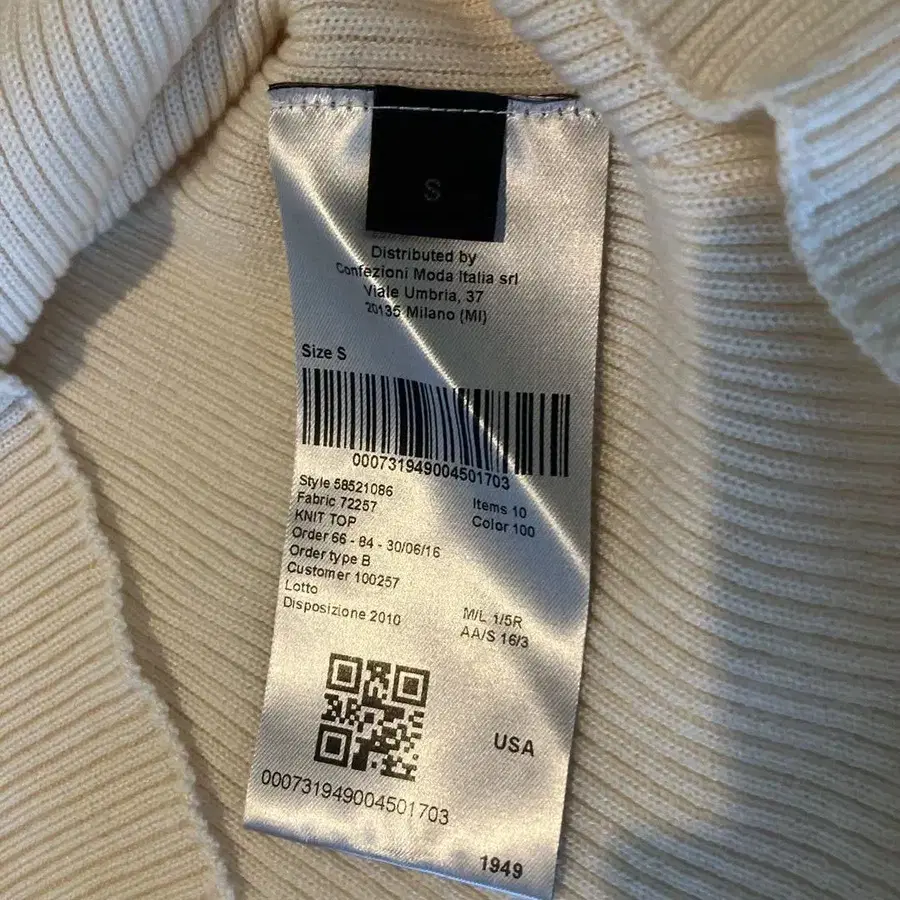 S
Distributed by
Confezioni Moda Italia srl
Viale Umbria, 37
20135 Milano (MI)
Size S
000731949004501703
Style 58521086
Fabric 72257
Items 10
KNIT TOP
Color 100
Order 66 - 84 - 30/06/16
Order type B
Customer 100257
Lotto
Disposizione 2010
M/L 1/5R
AA/S 16/3
USA
000731949004501703
1949